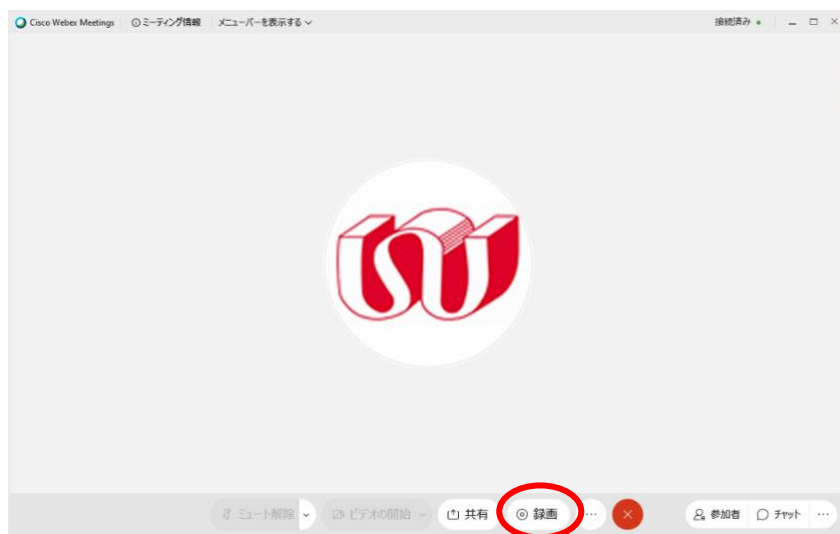 Cisco Webex Meetings ミーティング情報 メニューバーを表示する 接続済み
ミュート解除 ビデオの開始 共有 録画 ... 参加者 チャット ...